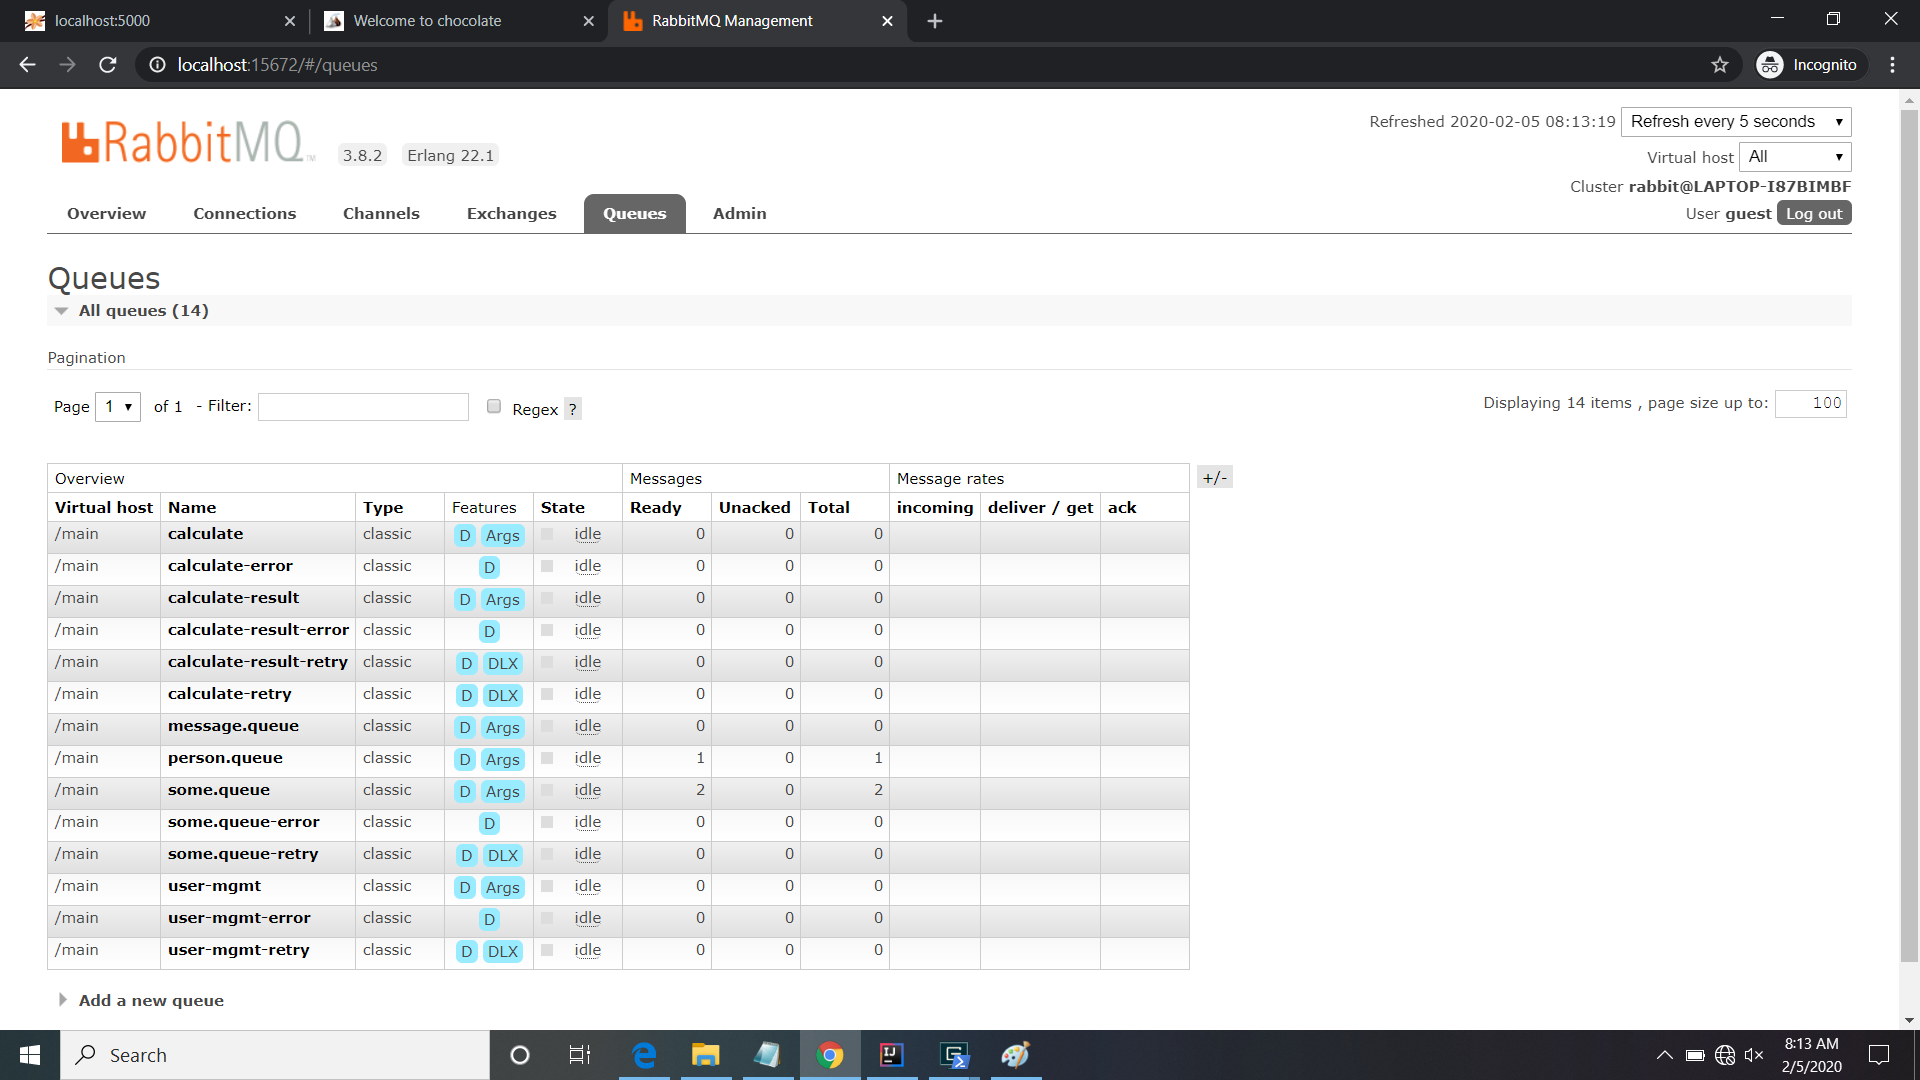 localhost:5000
Welcome to chocolate
RabbitMQ Management
localhost:15672/#/queues
Incognito
RabbitMQ TM
3.8.2
Erlang 22.1
Refreshed 2020-02-05 08:13:19 Refresh every 5 seconds
Virtual host All
Cluster rabbit@LAPTOP-I87BIMBF
User guest Log out
Overview Connections Channels Exchanges Queues Admin
Queues
All queues (14)
Pagination
Page 1 of 1 - Filter: Regex ? Displaying 14 items , page size up to: 100
Overview Messages Message rates +/-
Virtual host Name Type Features State Ready Unacked Total incoming deliver / get ack
/main calculate classic D Args idle 0 0 0
/main calculate-error classic D idle 0 0 0
/main calculate-result classic D Args idle 0 0 0
/main calculate-result-error classic D idle 0 0 0
/main calculate-result-retry classic D DLX idle 0 0 0
/main calculate-retry classic D DLX idle 0 0 0
/main message.queue classic D Args idle 0 0 0
/main person.queue classic D Args idle 1 0 1
/main some.queue classic D Args idle 2 0 2
/main some.queue-error classic D idle 0 0 0
/main some.queue-retry classic D DLX idle 0 0 0
/main user-mgmt classic D Args idle 0 0 0
/main user-mgmt-error classic D idle 0 0 0
/main user-mgmt-retry classic D DLX idle 0 0 0
Add a new queue
Search
8:13 AM
2/5/2020